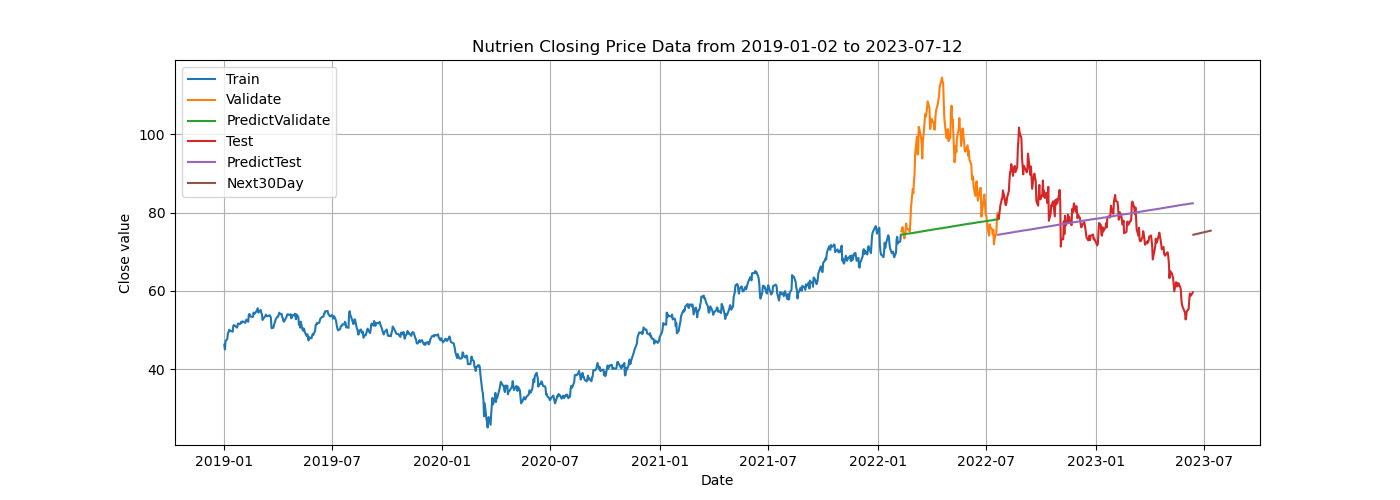 Nutrien Closing Price Data from 2019-01-02 to 2023-07-12
Train
Validate
PredictValidate
Test
PredictTest
Next30Day
Close value
100
80
60
40
2019-01 2019-07 2020-01 2020-07 2021-01 2021-07 2022-01 2022-07 2023-01 2023-07
Date